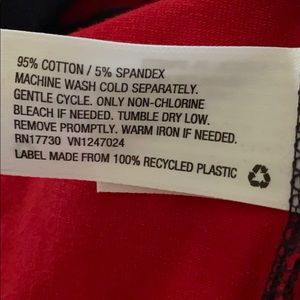 95% COTTON / 5% SPANDEX
MACHINE WASH COLD SEPARATELY.
GENTLE CYCLE. ONLY NON-CHLORINE
BLEACH IF NEEDED. TUMBLE DRY LOW.
REMOVE PROMPTLY. WARM IRON IF NEEDED.
RN17730 VN1247024
LABEL MADE FROM 100% RECYCLED PLASTIC